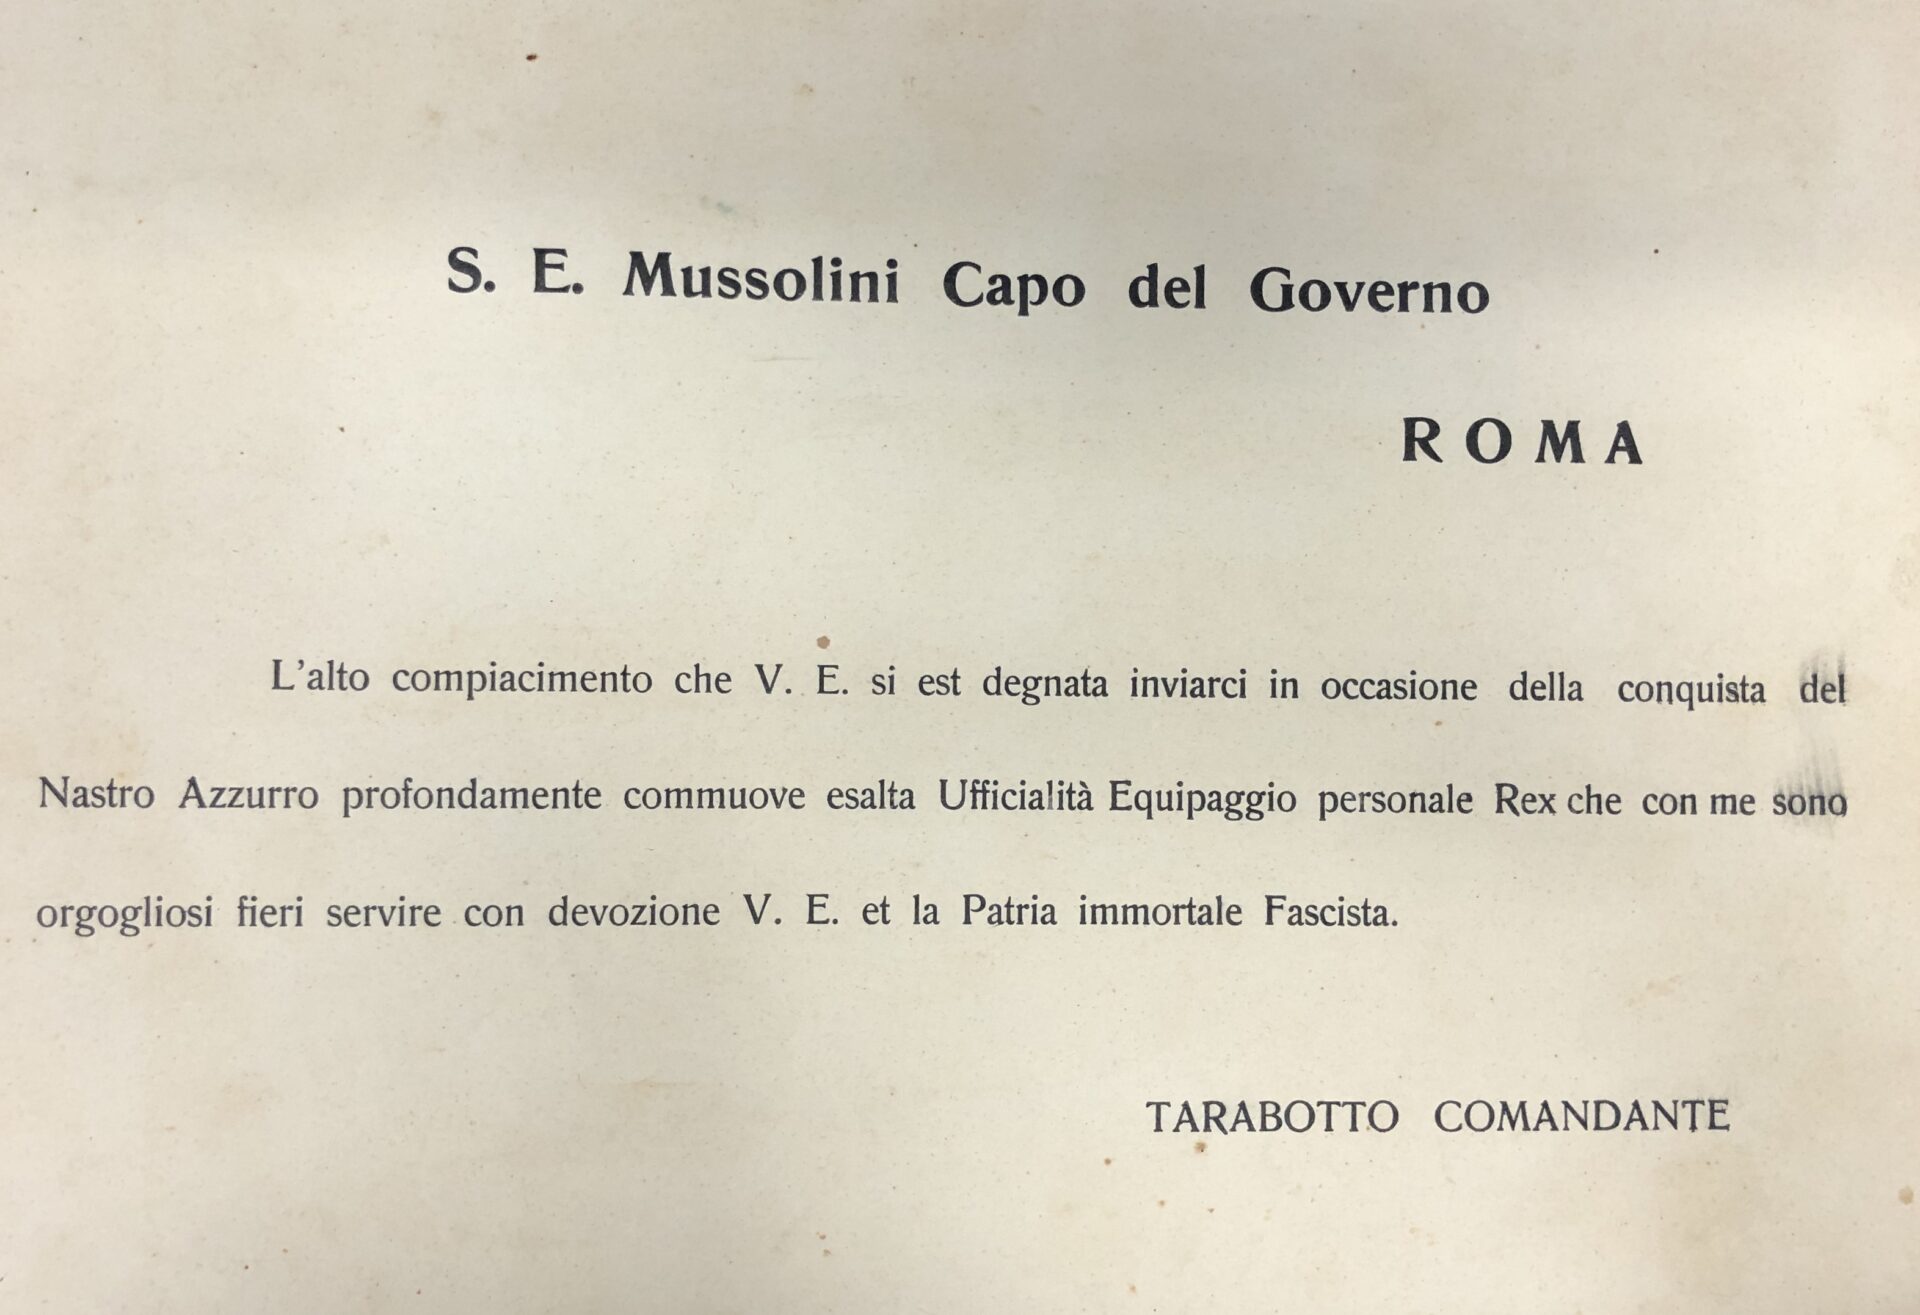 S. E. Mussolini Capo del Governo
ROMA
L'alto compiacimento che V. E. si est degnata inviarci in occasione della conquista del
Nastro Azzurro profondamente commuove esalta Ufficialità Equipaggio personale Rex che con me sono
orgogliosi fieri servire con devozione V. E. et la Patria immortale Fascista.
TARABOTTO COMANDANTE